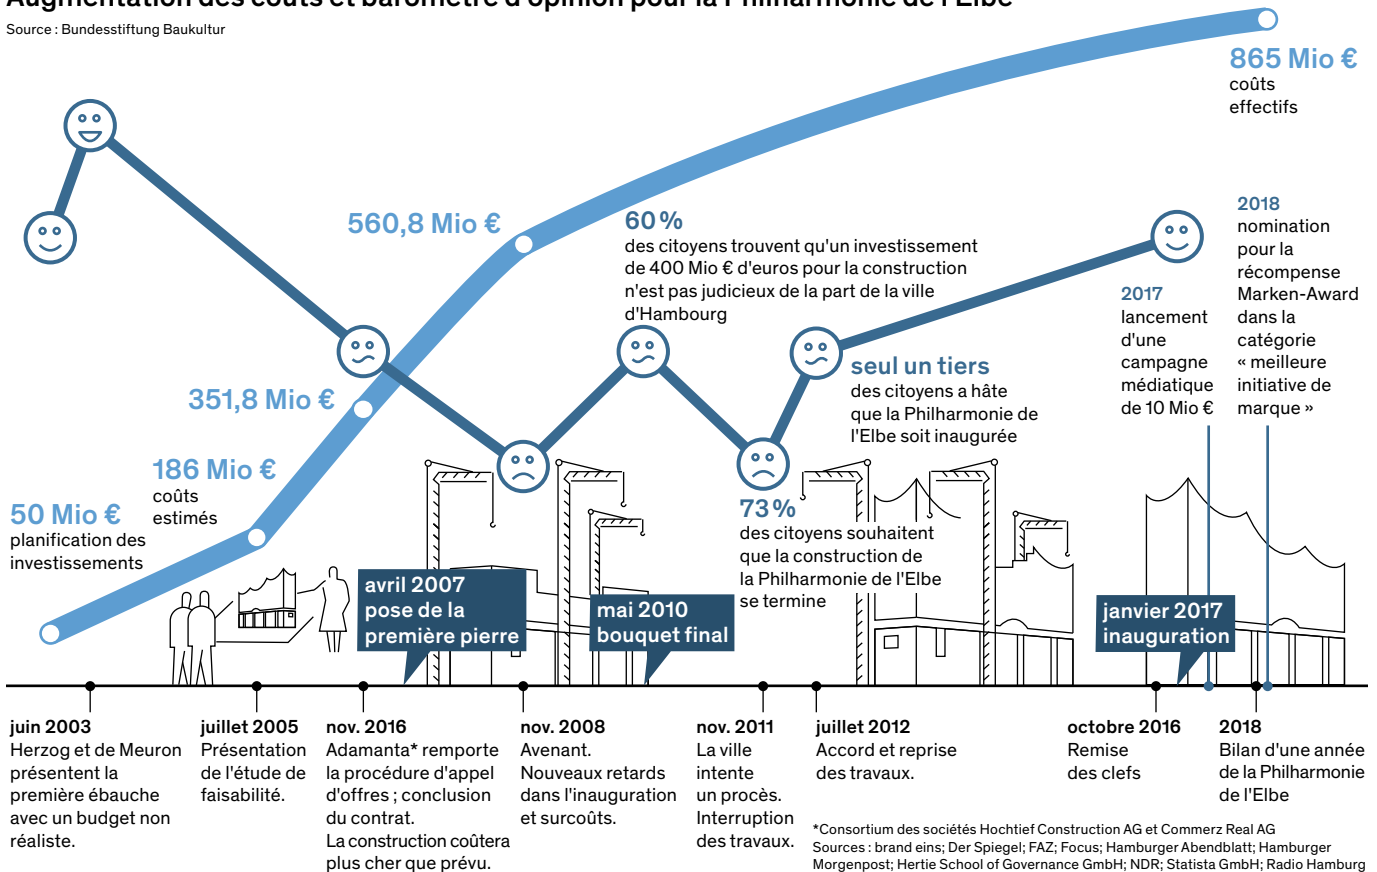 Augmentation des coûts et baromètre d'opinion pour la Philharmonie de l'Elbe
Source : Bundesstiftung Baukultur
865 Mio €
coûts
effectifs
560,8 Mio €
60 %
des citoyens trouvent qu'un investissement
de 400 Mio € d'euros pour la construction
n'est pas judicieux de la part de la ville
d'Hambourg
2018
nomination
pour la
récompense
Marken-Award
dans la
catégorie
« meilleure
initiative de
marque »
2017
lancement
d'une
campagne
médiatique
de 10 Mio €
seul un tiers
des citoyens a hâte
que la Philharmonie de
l'Elbe soit inaugurée
351,8 Mio €
186 Mio €
coûts
estimés
50 Mio €
planification des
investissements
73 %
des citoyens souhaitent
que la construction de
la Philharmonie de l'Elbe
se termine
avril 2007
pose de la
première pierre
mai 2010
bouquet final
janvier 2017
inauguration
juin 2003
Herzog et de Meuron
présentent la
première ébauche
avec un budget non
réaliste.
juillet 2005
Présentation
de l'étude de
faisabilité.
nov. 2016
Adamanta* remporte
la procédure d'appel
d'offres ; conclusion
du contrat.
La construction coûtera
plus cher que prévu.
nov. 2008
Avenant.
Nouveaux retards
dans l'inauguration
et surcoûts.
nov. 2011
La ville
intente
un procès.
Interruption
des travaux.
juillet 2012
Accord et reprise
des travaux.
octobre 2016
Remise
des clefs
2018
Bilan d'une année
de la Philharmonie
de l'Elbe
*Consortium des sociétés Hochtief Construction AG et Commerz Real AG
Sources : brand eins; Der Spiegel; FAZ; Focus; Hamburger Abendblatt; Hamburger
Morgenpost; Hertie School of Governance GmbH; NDR; Statista GmbH; Radio Hamburg